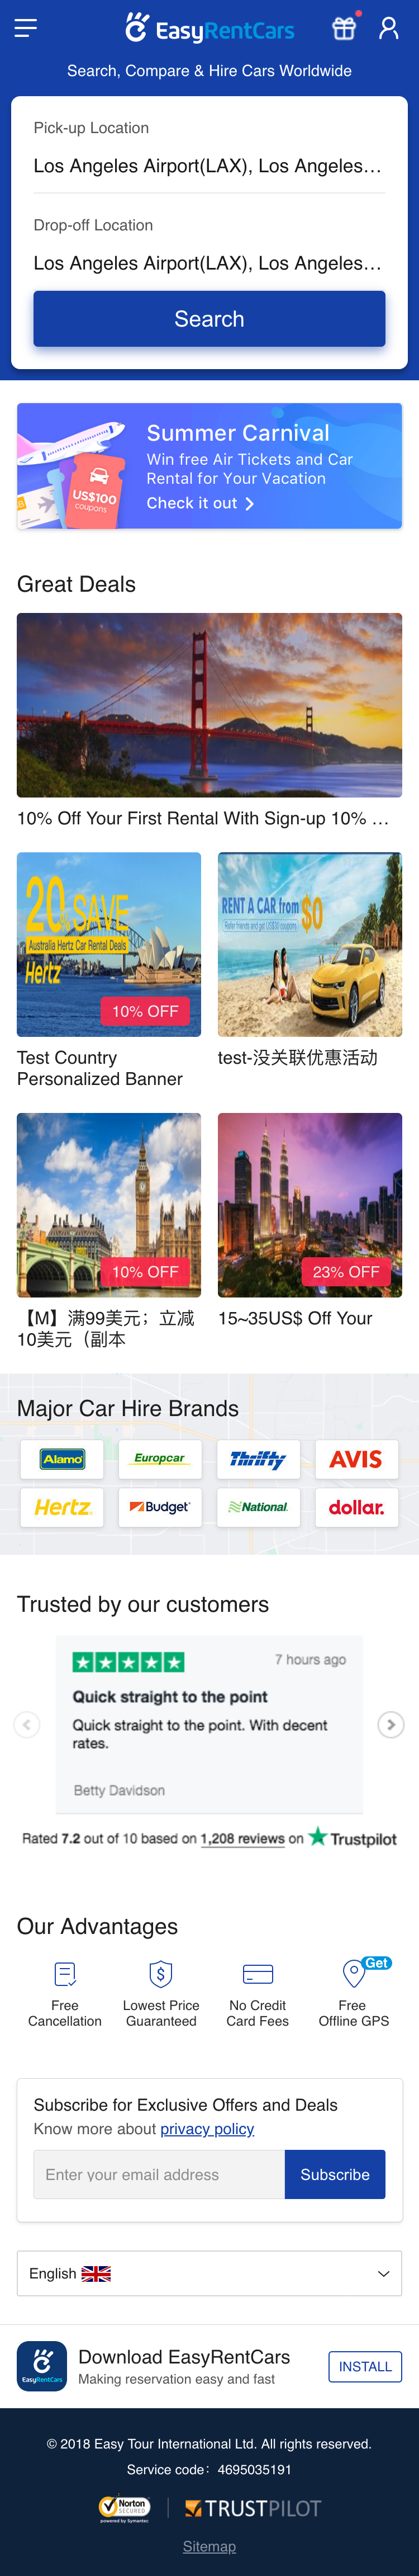 EasyRentCars
Search, Compare & Hire Cars Worldwide
Pick-up Location
Los Angeles Airport(LAX), Los Angeles...
Drop-off Location
Los Angeles Airport(LAX), Los Angeles...
Search
Summer Carnival
Win free Air Tickets and Car
Rental for Your Vacation
Check it out
US$100
coupons
Great Deals
10% Off Your First Rental With Sign-up 10% ...
20% SAVE
Australia Hertz Car Rental Deals
Hertz
10% OFF
RENT A CAR from $0
Refer friends and get US$30 coupons
Test Country
Personalized Banner
test-没关联优惠活动
10% OFF
23% OFF
【M】满99美元；立减
10美元（副本
15~35US$ Off Your
Major Car Hire Brands
Alamo
Europcar
Thrifty
AVIS
Hertz
Budget
National
dollar.
Trusted by our customers
7 hours ago
Quick straight to the point
Quick straight to the point. With decent
rates.
Betty Davidson
Rated 7.2 out of 10 based on 1,208 reviews on Trustpilot
Our Advantages
Get
Free
Cancellation
Lowest Price
Guaranteed
No Credit
Card Fees
Free
Offline GPS
Subscribe for Exclusive Offers and Deals
Know more about privacy policy
Enter your email address
Subscribe
English
EasyRentCars
Download EasyRentCars
Making reservation easy and fast
INSTALL
© 2018 Easy Tour International Ltd. All rights reserved.
Service code：4695035191
Norton
SECURED
powered by Symantec
TRUSTPILOT
Sitemap